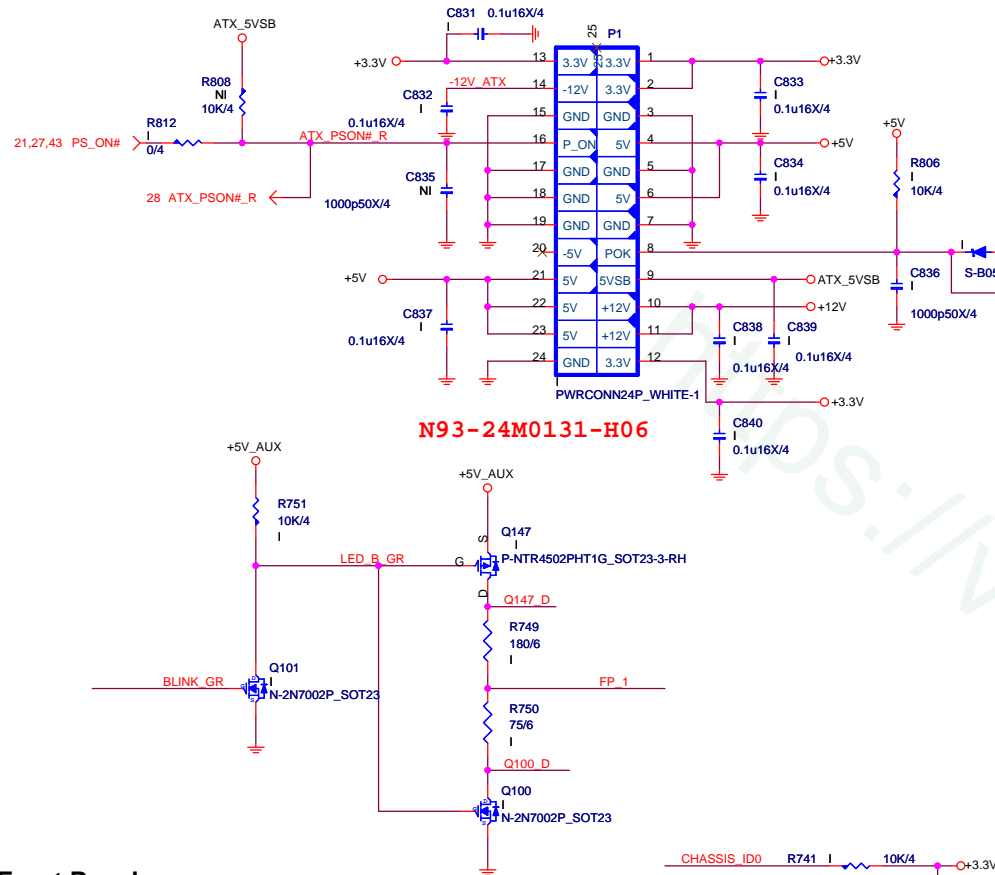 C831 0.1u16X/4
I
ATX_5VSB
25
P1
+3.3V
13 3.3V 25 3.3V 1
+3.3V
-12V_ATX
14 -12V 3.3V 2
R808
NI
10K/4
C832
I
0.1u16X/4
C833
I
0.1u16X/4
15 GND GND 3
+5V
R812
I
0/4
21,27,43 PS_ON#
ATX_PSON#_R
16 P_ON 5V 4
+5V
17 GND GND 5
C835
NI
1000p50X/4
C834
I
0.1u16X/4
R806
I
10K/4
28 ATX_PSON#_R
18 GND 5V 6
19 GND GND 7
20 -5V POK 8
I
S-B05
+5V
21 5V 5VSB 9
ATX_5VSB
C836
I
1000p50X/4
22 5V +12V 10
+12V
C837
I
0.1u16X/4
23 5V +12V 11
C838
I
0.1u16X/4
C839
I
0.1u16X/4
24 GND 3.3V 12
I
PWRCONN24P_WHITE-1
+3.3V
N93-24M0131-H06
C840
I
0.1u16X/4
+5V_AUX
+5V_AUX
R751
10K/4
I
Q147
I
P-NTR4502PHT1G_SOT23-3-RH
S
G
D
LED_B_GR
Q147_D
R749
180/6
I
BLINK_GR
Q101
I
N-2N7002P_SOT23
FP_1
R750
75/6
I
Q100_D
Q100
I
N-2N7002P_SOT23
CHASSIS_ID0 R741 I 10K/4 +3.3V
https://v